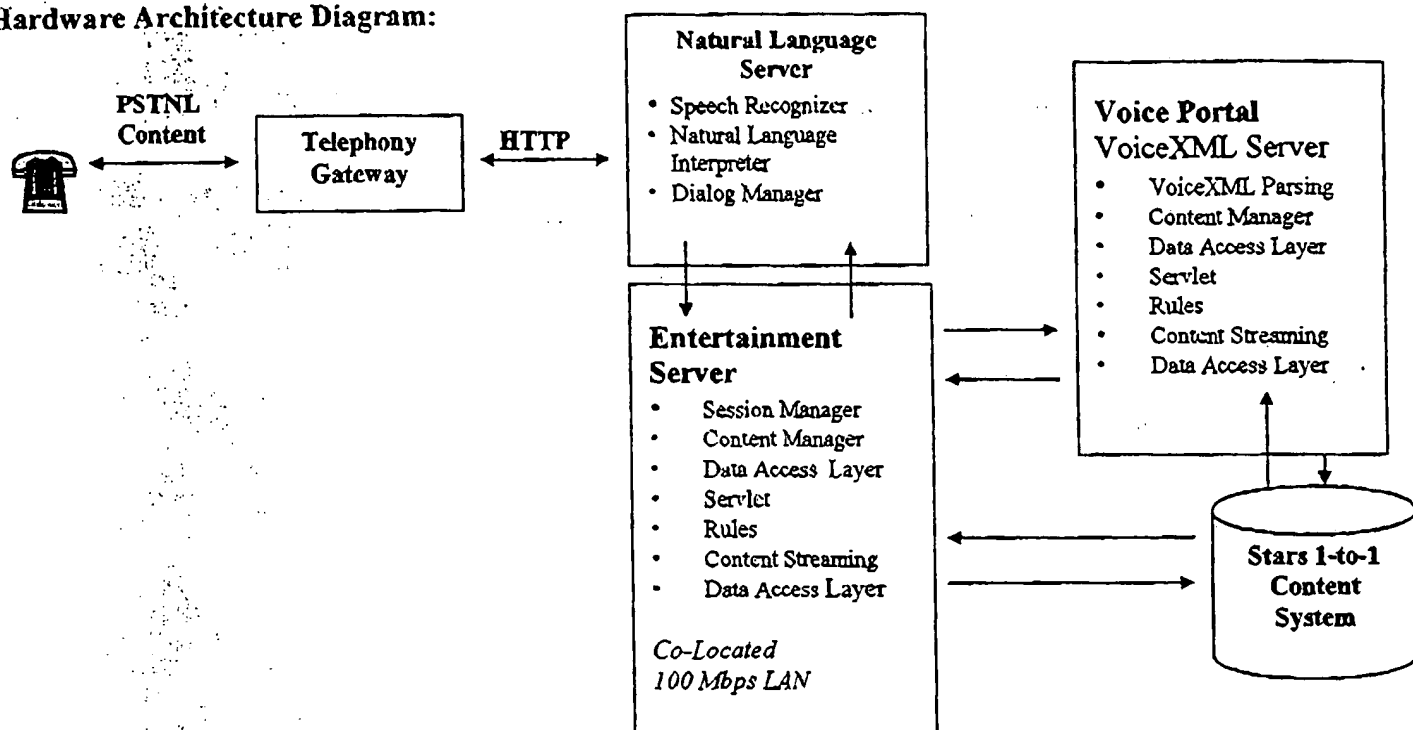 Hardware Architecture Diagram:
PSTNL
Content
Telephony
Gateway
HTTP
Natural Language
Server
• Speech Recognizer
• Natural Language
Interpreter
• Dialog Manager
Entertainment
Server
• Session Manager
• Content Manager
• Data Access Layer
• Servlet
• Rules
• Content Streaming
• Data Access Layer
Co-Located
100 Mbps LAN
Voice Portal
VoiceXML Server
• VoiceXML Parsing
• Content Manager
• Data Access Layer
• Servlet
• Rules
• Content Streaming
• Data Access Layer
Stars 1-to-1
Content
System